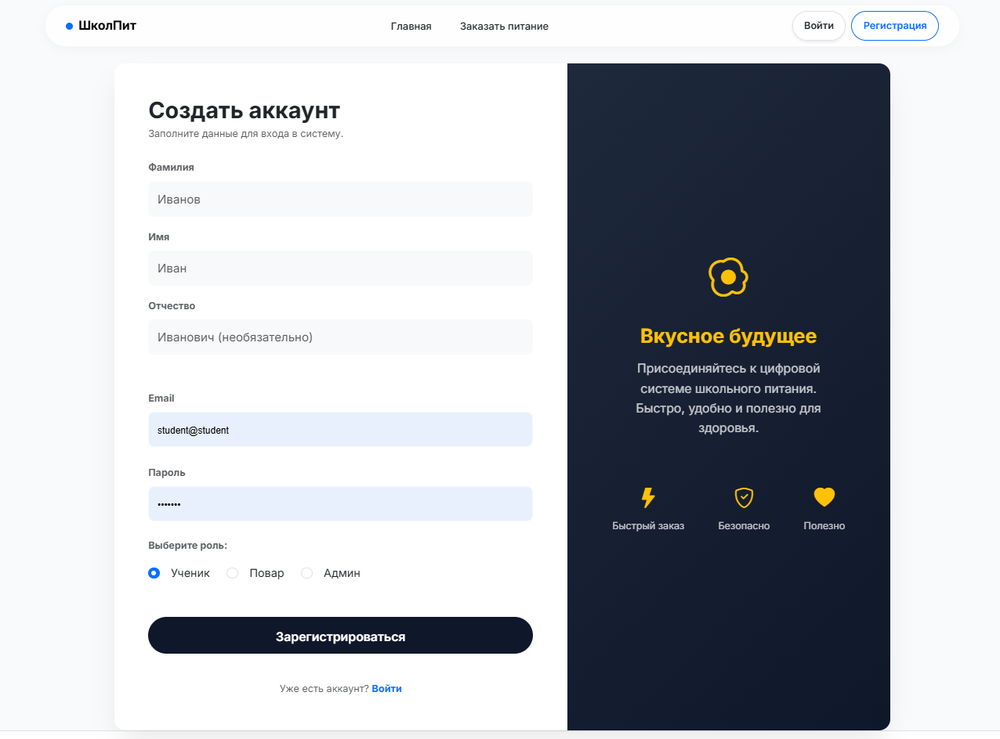 ШколПит
Главная
Заказать питание
Войти
Регистрация
Создать аккаунт
Заполните данные для входа в систему.
Фамилия
Иванов
Имя
Иван
Отчество
Иванович (необязательно)
Email
student@student
Пароль
•••••••
Выберите роль:
Ученик
Повар
Админ
Зарегистрироваться
Уже есть аккаунт? Войти
Вкусное будущее
Присоединяйтесь к цифровой
системе школьного питания.
Быстро, удобно и полезно для
здоровья.
Быстрый заказ
Безопасно
Полезно